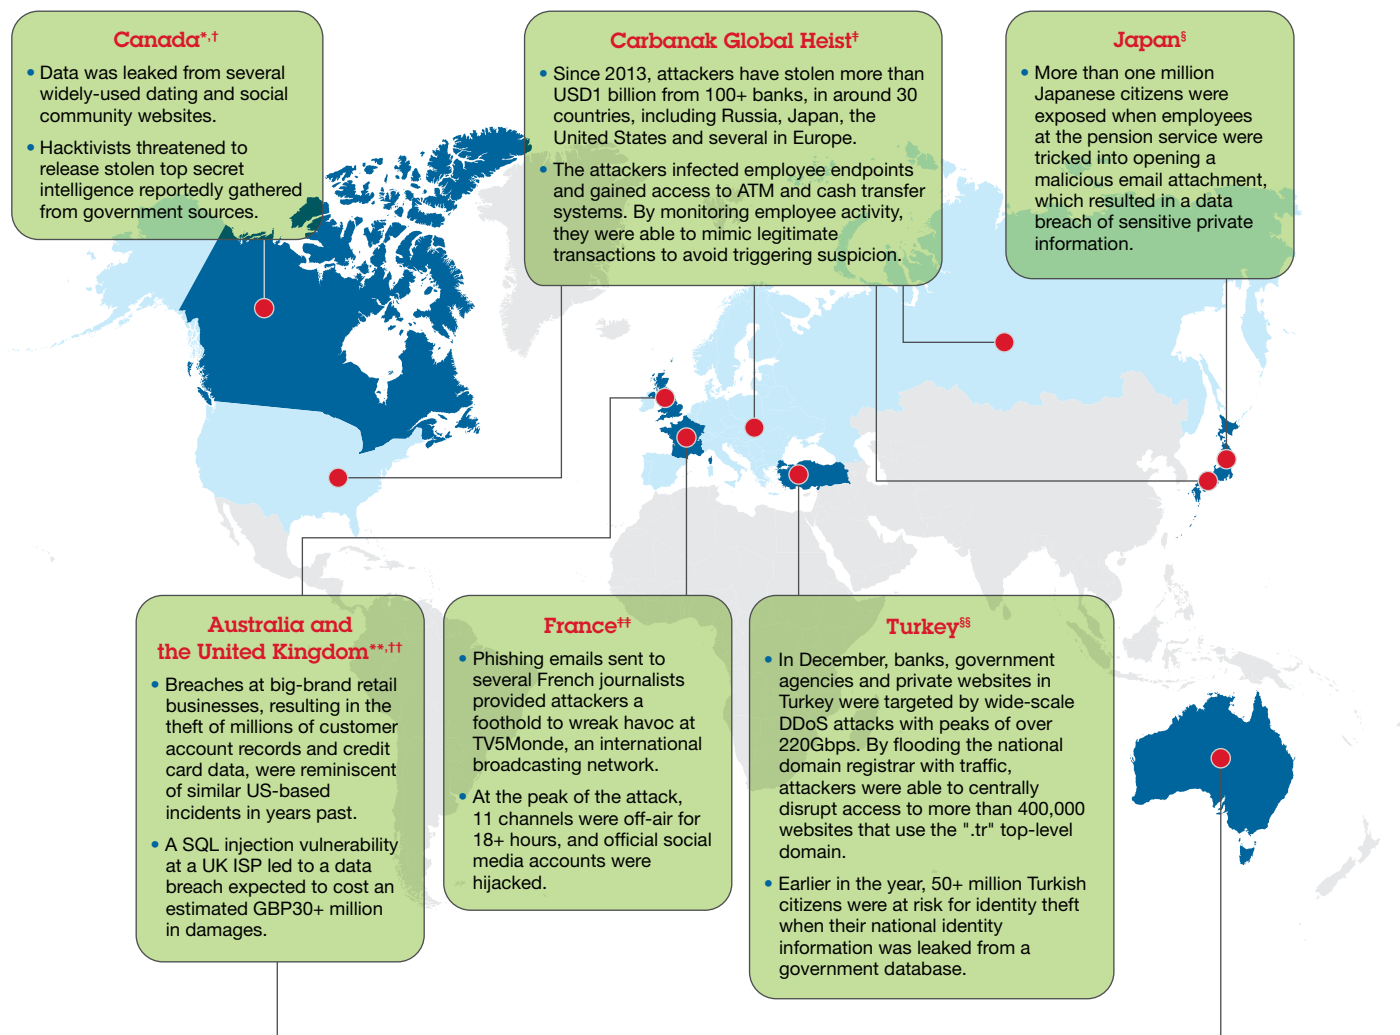 Canada*,†
• Data was leaked from several
widely-used dating and social
community websites.
• Hacktivists threatened to
release stolen top secret
intelligence reportedly gathered
from government sources.
Carbanak Global Heist‡
• Since 2013, attackers have stolen more than
USD1 billion from 100+ banks, in around 30
countries, including Russia, Japan, the
United States and several in Europe.
• The attackers infected employee endpoints
and gained access to ATM and cash transfer
systems. By monitoring employee activity,
they were able to mimic legitimate
transactions to avoid triggering suspicion.
Japan§
• More than one million
Japanese citizens were
exposed when employees
at the pension service were
tricked into opening a
malicious email attachment,
which resulted in a data
breach of sensitive private
information.
Australia and
the United Kingdom**,††
• Breaches at big-brand retail
businesses, resulting in the
theft of millions of customer
account records and credit
card data, were reminiscent
of similar US-based
incidents in years past.
• A SQL injection vulnerability
at a UK ISP led to a data
breach expected to cost an
estimated GBP30+ million
in damages.
France‡‡
• Phishing emails sent to
several French journalists
provided attackers a
foothold to wreak havoc at
TV5Monde, an international
broadcasting network.
• At the peak of the attack,
11 channels were off-air for
18+ hours, and official social
media accounts were
hijacked.
Turkey§§
• In December, banks, government
agencies and private websites in
Turkey were targeted by wide-scale
DDoS attacks with peaks of over
220Gbps. By flooding the national
domain registrar with traffic,
attackers were able to centrally
disrupt access to more than 400,000
websites that use the ".tr" top-level
domain.
• Earlier in the year, 50+ million Turkish
citizens were at risk for identity theft
when their national identity
information was leaked from a
government database.